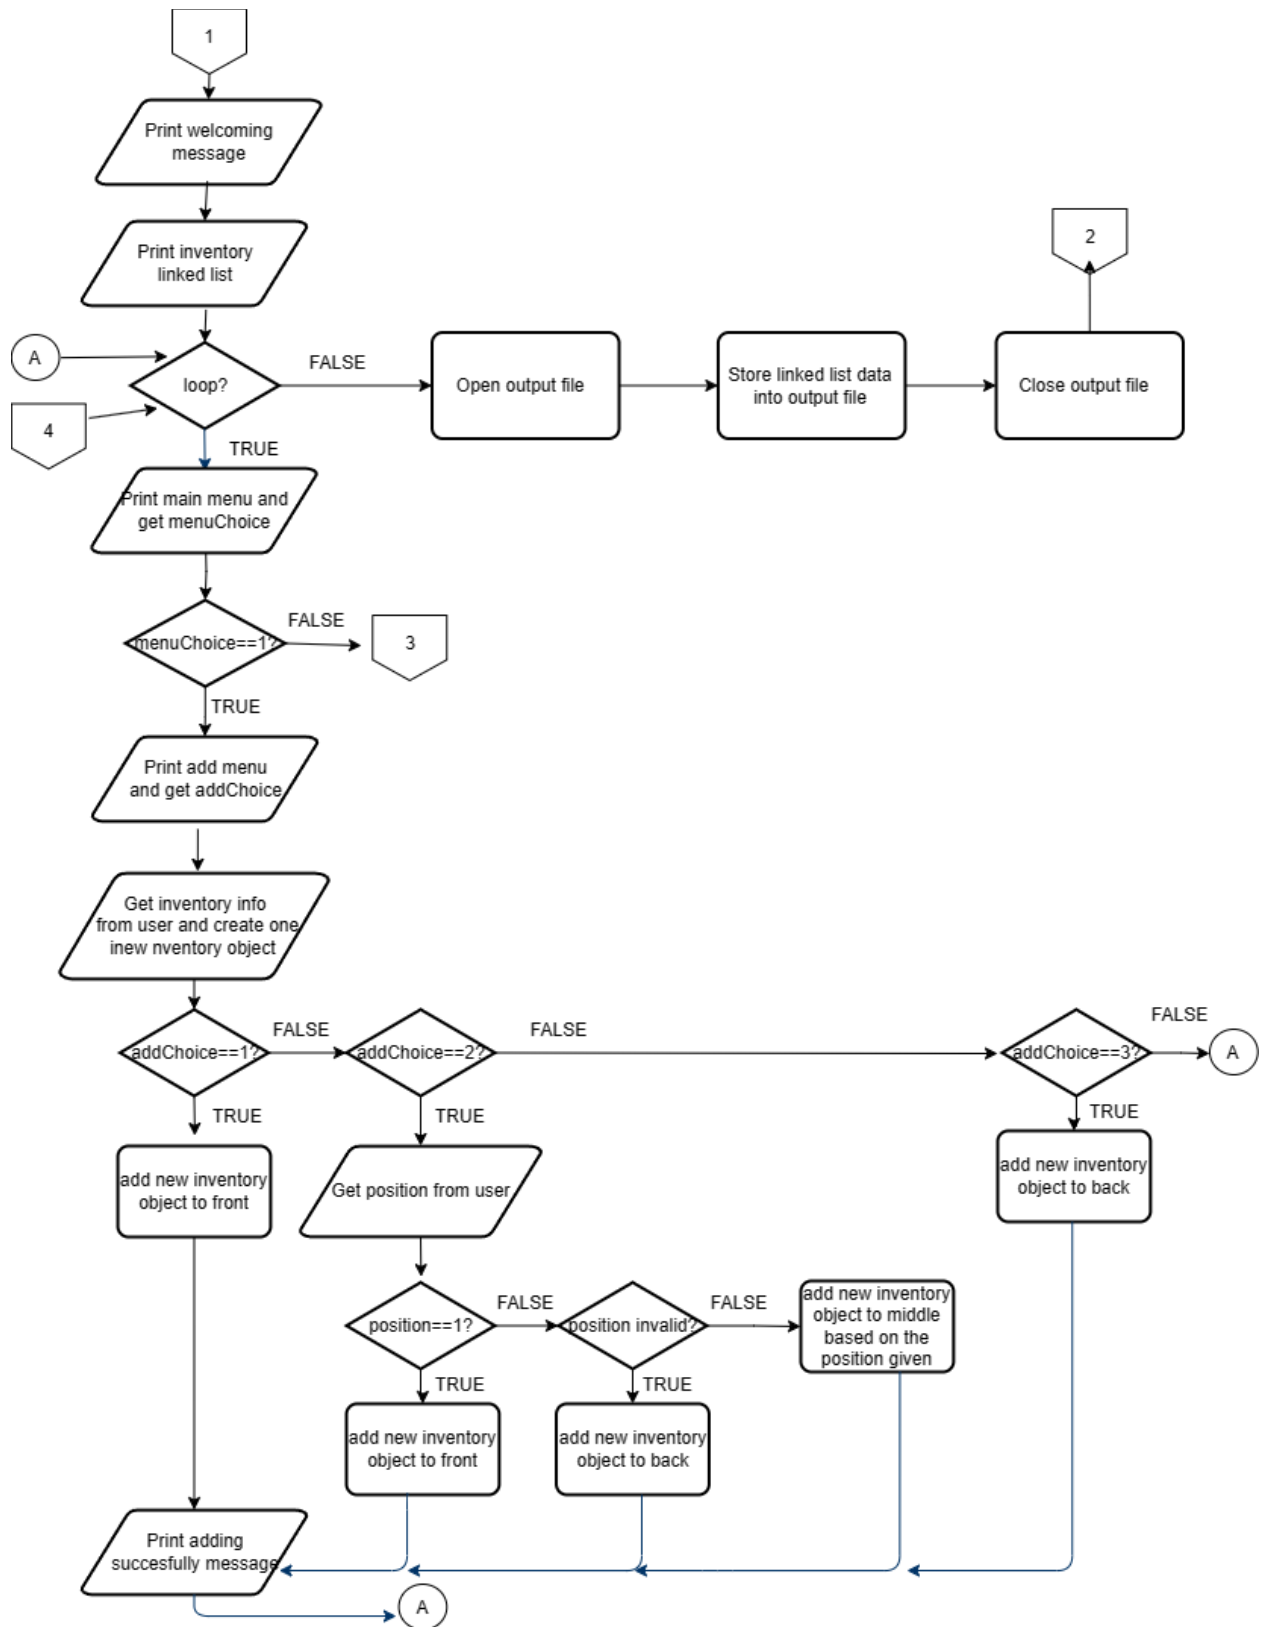 1
Print welcoming
message
Print inventory
linked list
2
A
loop?
FALSE
Open output file
Store linked list data
into output file
Close output file
4
TRUE
Print main menu and
get menuChoice
menuChoice==1?
FALSE
3
TRUE
Print add menu
and get addChoice
Get inventory info
from user and create one
inew nventory object
addChoice==1?
FALSE
addChoice==2?
FALSE
addChoice==3?
FALSE
A
TRUE
TRUE
TRUE
add new inventory
object to front
Get position from user
add new inventory
object to back
position==1?
FALSE
position invalid?
FALSE
add new inventory
object to middle
based on the
position given
TRUE
TRUE
add new inventory
object to front
add new inventory
object to back
Print adding
succesfully message
A